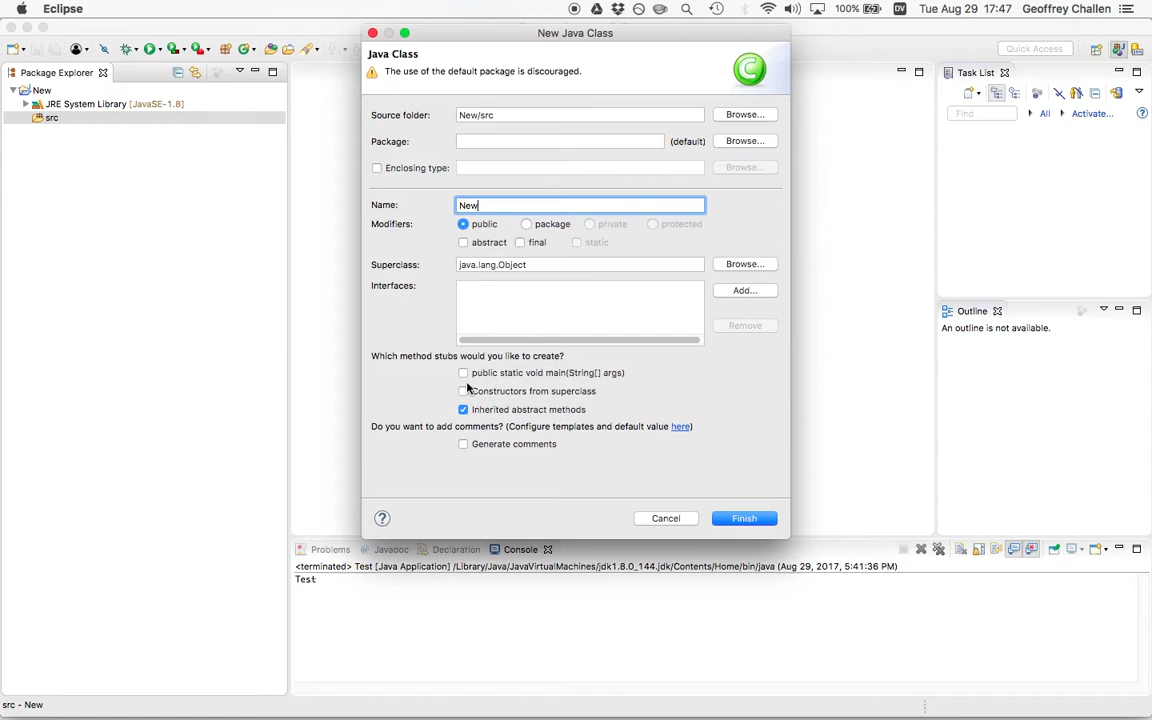 Eclipse 100% DV Tue Aug 29 17:47 Geoffrey Challen
New Java Class
Quick Access
Java Class
The use of the default package is discouraged.
C
Package Explorer
Task List
New
JRE System Library [JavaSE-1.8]
src
Find All Activate...
Source folder: New/src Browse...
Package: (default) Browse...
Enclosing type: Browse...
Name: New
Modifiers: public package private protected
abstract final static
Superclass: java.lang.Object Browse...
Interfaces: Add...
Remove
Outline
An outline is not available.
Which method stubs would you like to create?
public static void main(String[] args)
Constructors from superclass
Inherited abstract methods
Do you want to add comments? (Configure templates and default value here)
Generate comments
? Cancel Finish
Problems Javadoc Declaration Console
<terminated> Test [Java Application] /Library/Java/JavaVirtualMachines/jdk1.8.0_144.jdk/Contents/Home/bin/java (Aug 29, 2017, 5:41:36 PM)
Test
src - New